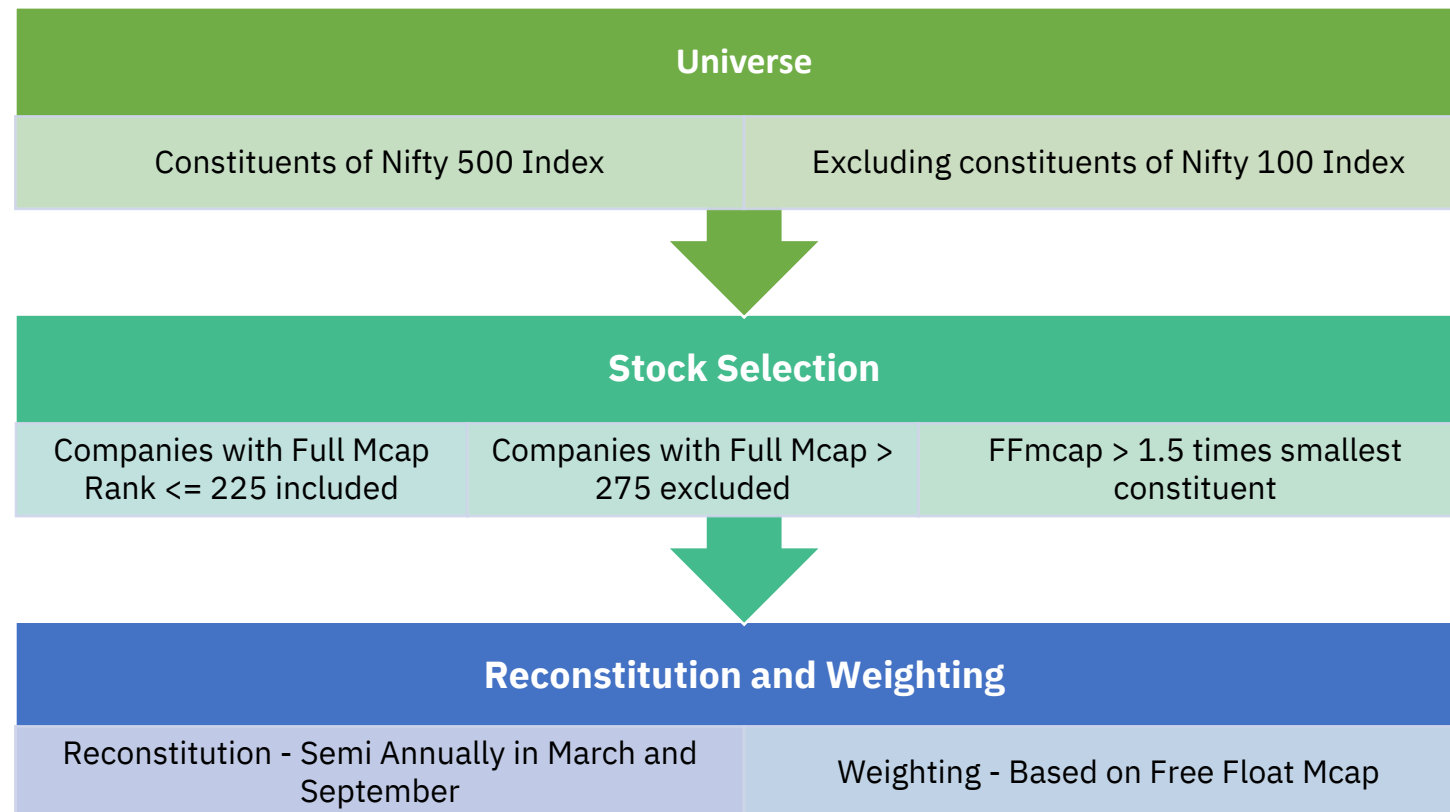 Universe
Constituents of Nifty 500 Index
Excluding constituents of Nifty 100 Index
Stock Selection
Companies with Full Mcap
Rank <= 225 included
Companies with Full Mcap >
275 excluded
FFmcap > 1.5 times smallest
constituent
Reconstitution and Weighting
Reconstitution - Semi Annually in March and
September
Weighting - Based on Free Float Mcap